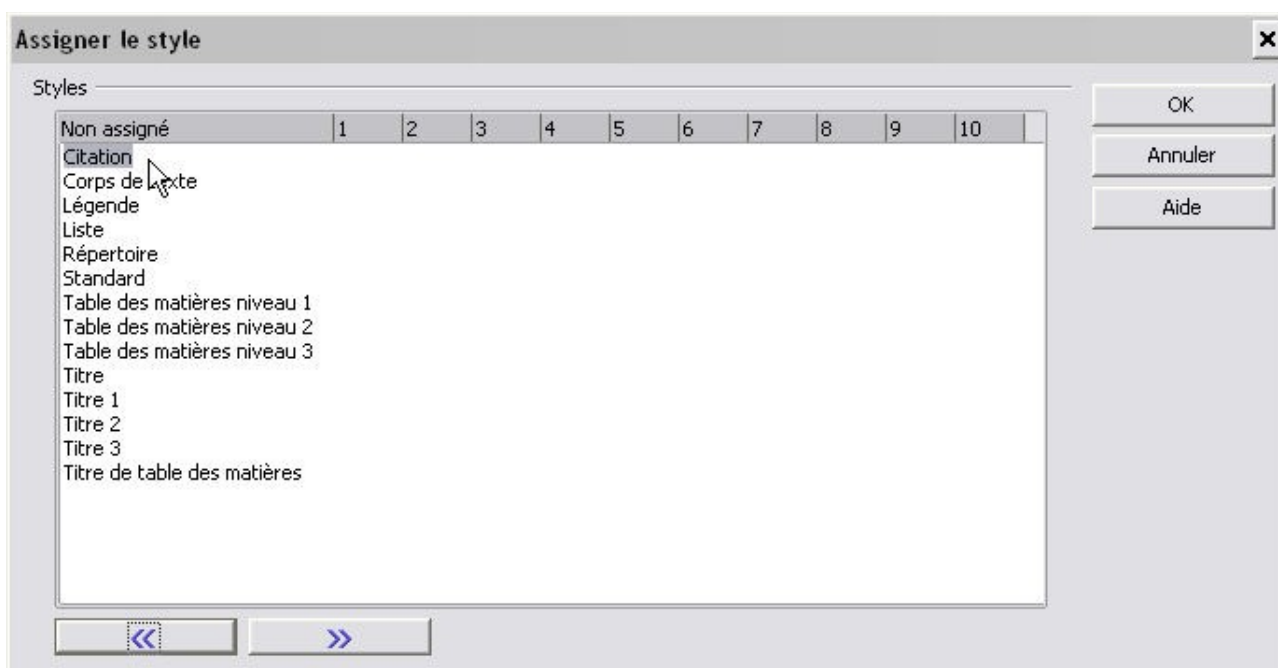 Assigner le style
Styles
OK
Non assigné 1 2 3 4 5 6 7 8 9 10
Citation
Annuler
Corps de texte
Légende
Aide
Liste
Répertoire
Standard
Table des matières niveau 1
Table des matières niveau 2
Table des matières niveau 3
Titre
Titre 1
Titre 2
Titre 3
Titre de table des matières